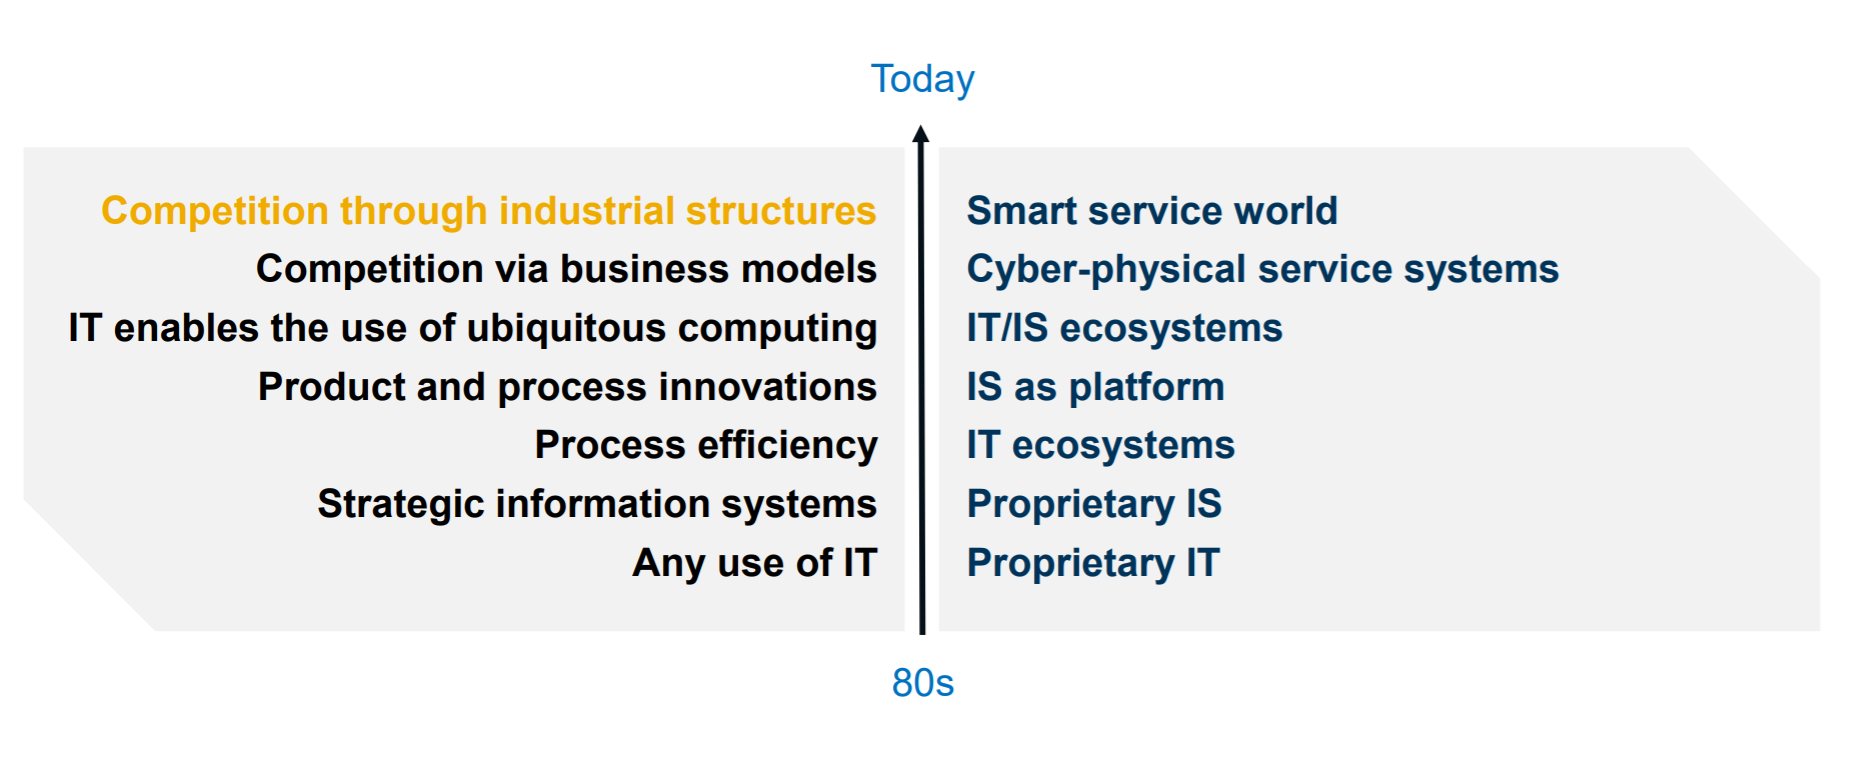 Today
Competition through industrial structures
Competition via business models
IT enables the use of ubiquitous computing
Product and process innovations
Process efficiency
Strategic information systems
Any use of IT
Smart service world
Cyber-physical service systems
IT/IS ecosystems
IS as platform
IT ecosystems
Proprietary IS
Proprietary IT
80s